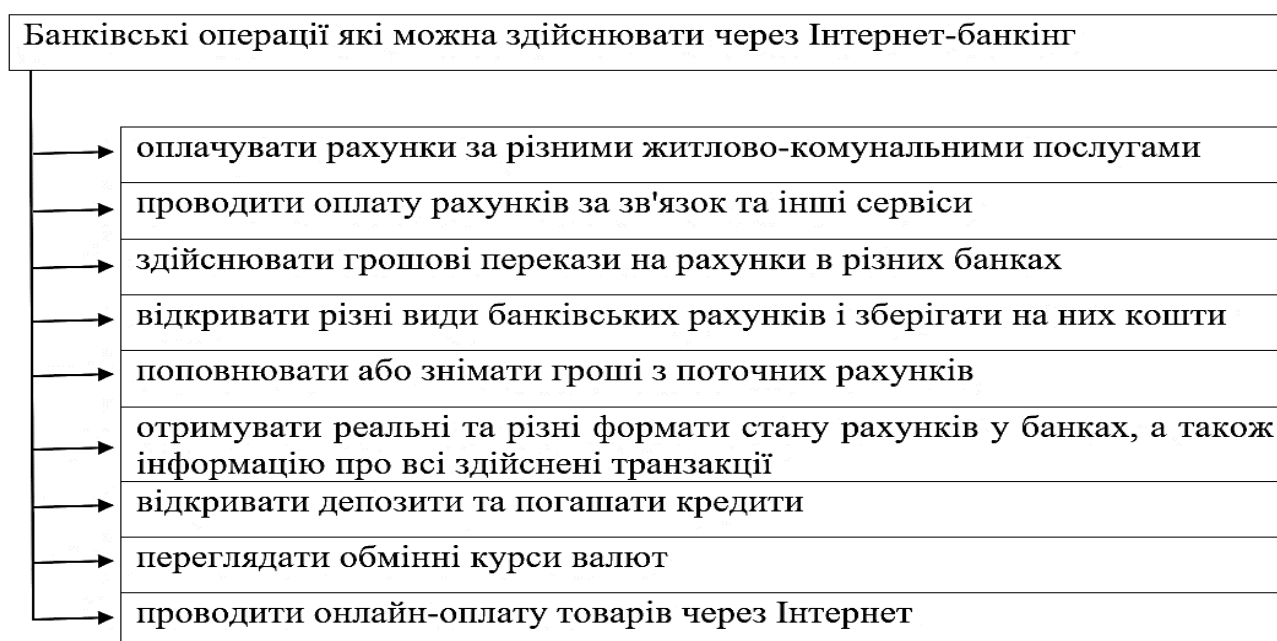 Банківські операції які можна здійснювати через Інтернет-банкінг
оплачувати рахунки за різними житлово-комунальними послугами
проводити оплату рахунків за зв'язок та інші сервіси
здійснювати грошові перекази на рахунки в різних банках
відкривати різні види банківських рахунків і зберігати на них кошти
поповнювати або знімати гроші з поточних рахунків
отримувати реальні та різні формати стану рахунків у банках, а також
інформацію про всі здійснені транзакції
відкривати депозити та погашати кредити
переглядати обмінні курси валют
проводити онлайн-оплату товарів через Інтернет